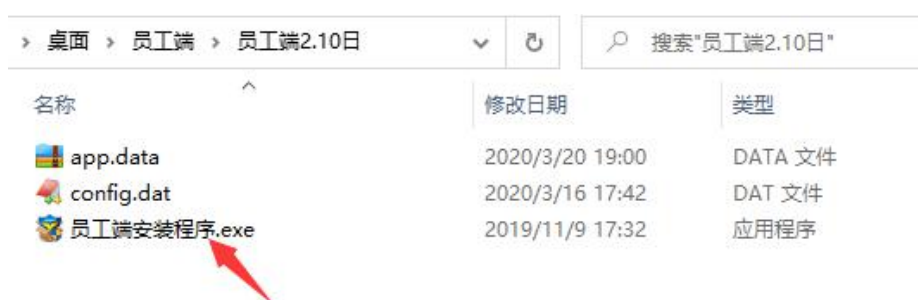 › 桌面 › 员工端 › 员工端2.10日 搜索"员工端2.10日"
名称 修改日期 类型
app.data 2020/3/20 19:00 DATA 文件
config.dat 2020/3/16 17:42 DAT 文件
员工端安装程序.exe 2019/11/9 17:32 应用程序